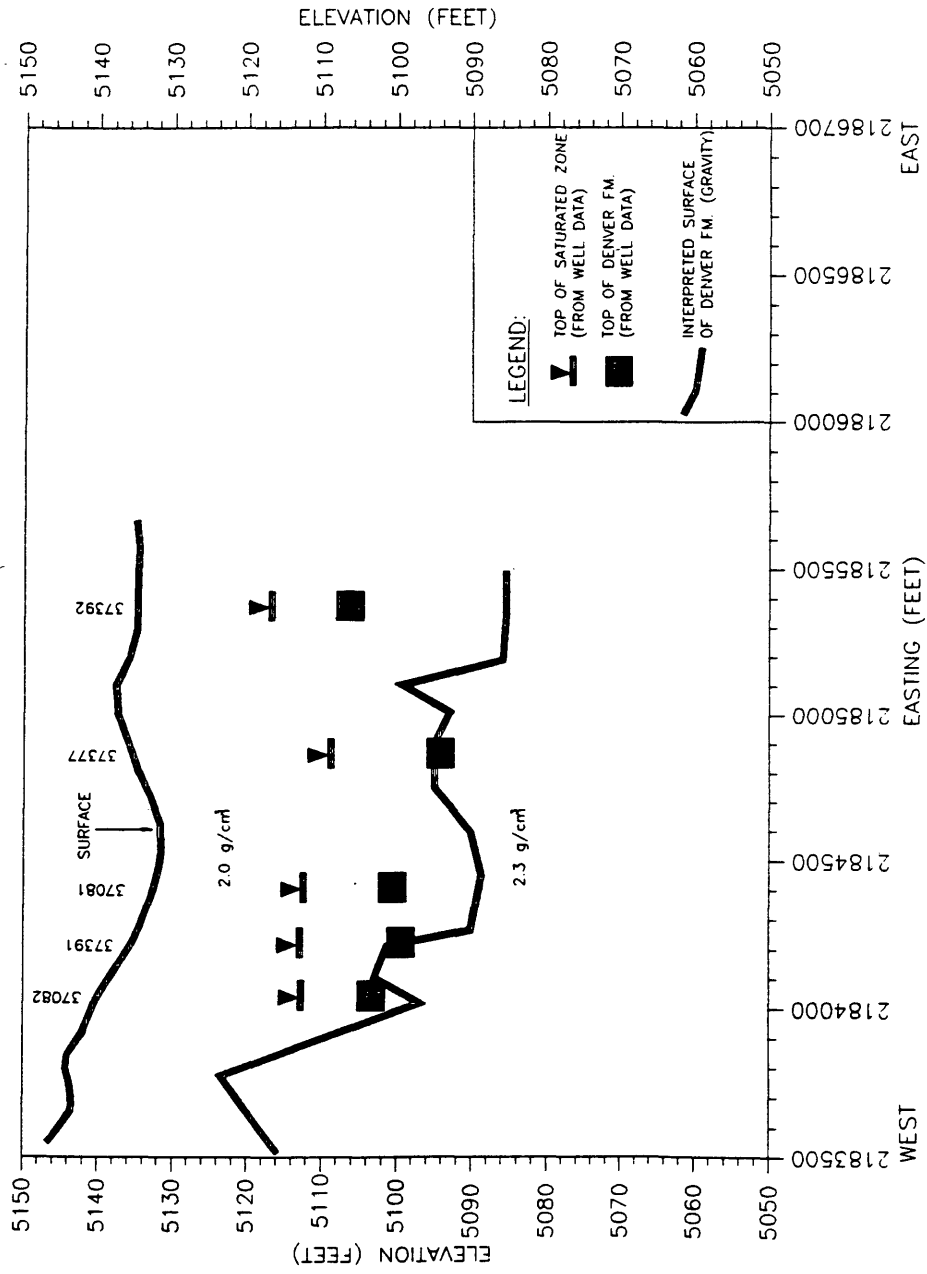 ELEVATION (FEET)
5150
5140
5130
5120
5110
5100
5090
5080
5070
5060
5050
37392
37377
SURFACE
37081
37391
37082
2.0 g/cm³
2.3 g/cm³
LEGEND:
TOP OF SATURATED ZONE
(FROM WELL DATA)
TOP OF DENVER FM.
(FROM WELL DATA)
INTERPRETED SURFACE
OF DENVER FM. (GRAVITY)
2186700
2186500
2186000
2185500
2185000
2184500
2184000
2183500
EAST
EASTING (FEET)
WEST
5150
5140
5130
5120
5110
5100
5090
5080
5070
5060
5050
ELEVATION (FEET)